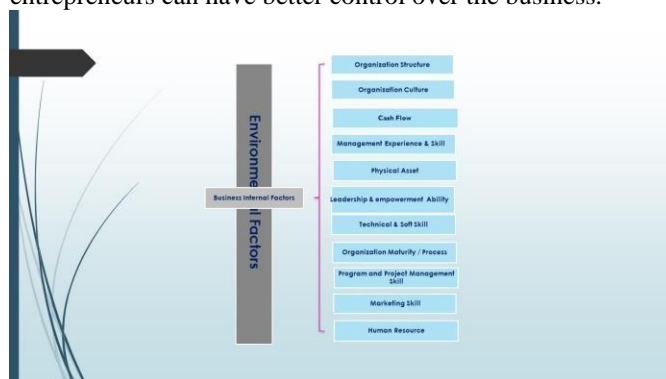 entrepreneurs can have better control over the business.
Environmental Factors
Business Internal Factors
Organization Structure
Organization Culture
Cash Flow
Management Experience & Skill
Physical Asset
Leadership & empowerment Ability
Technical & Soft Skill
Organization Maturity / Process
Program and Project Management
Skill
Marketing Skill
Human Resource